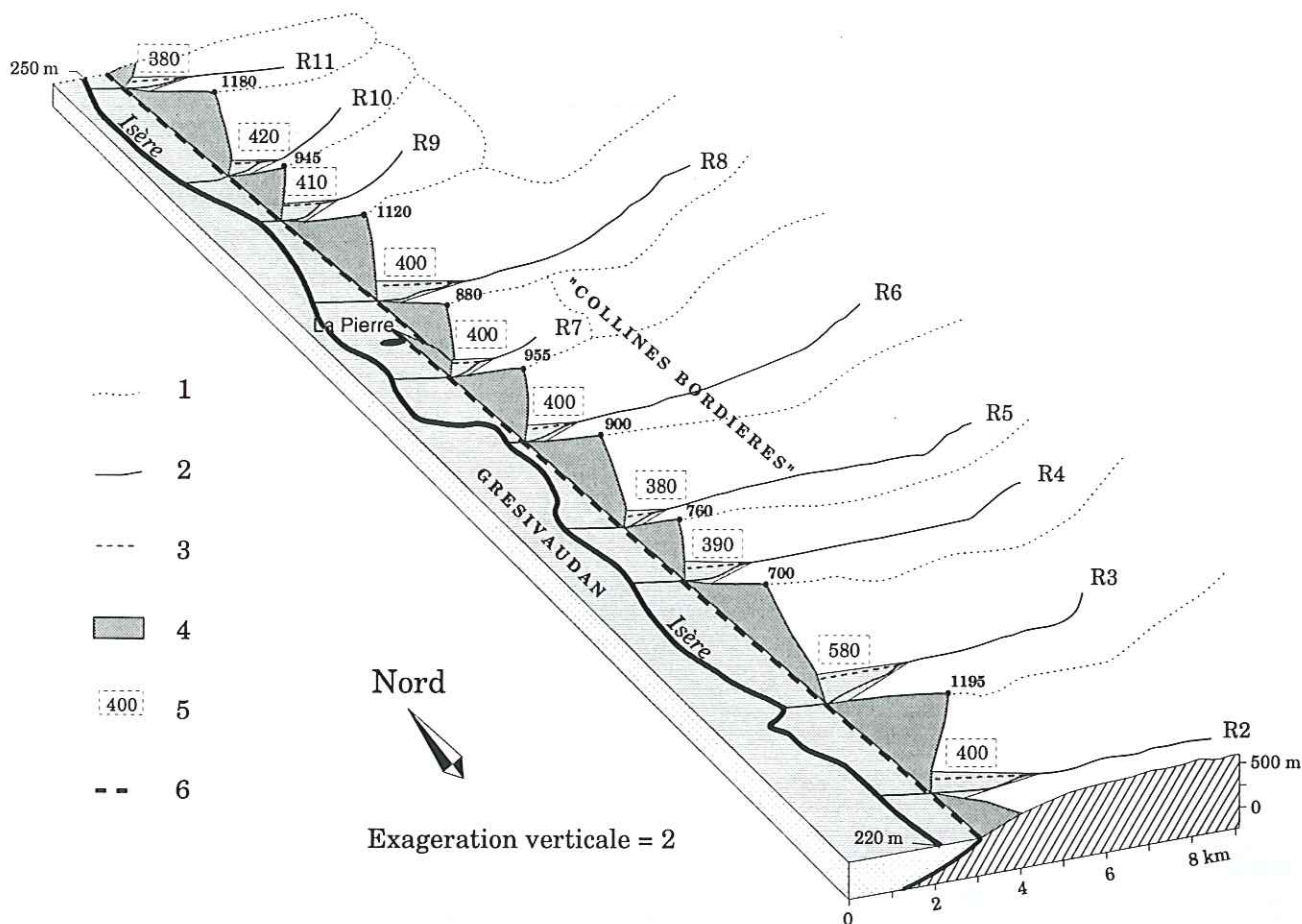 380
R11
250 m
1180
R10
Isère
420
945
R9
410
R8
1120
400
"COLLINES BORDIERES"
880
R6
La Pierre
400
R7
955
1
400
900
R5
2
GRESIVAUDAN
380
760
R4
3
390
700
R3
4
Isère
580
Nord
1195
400 5
R2
400
500 m
6
0
Exageration verticale = 2
220 m
8 km
6
4
2
0